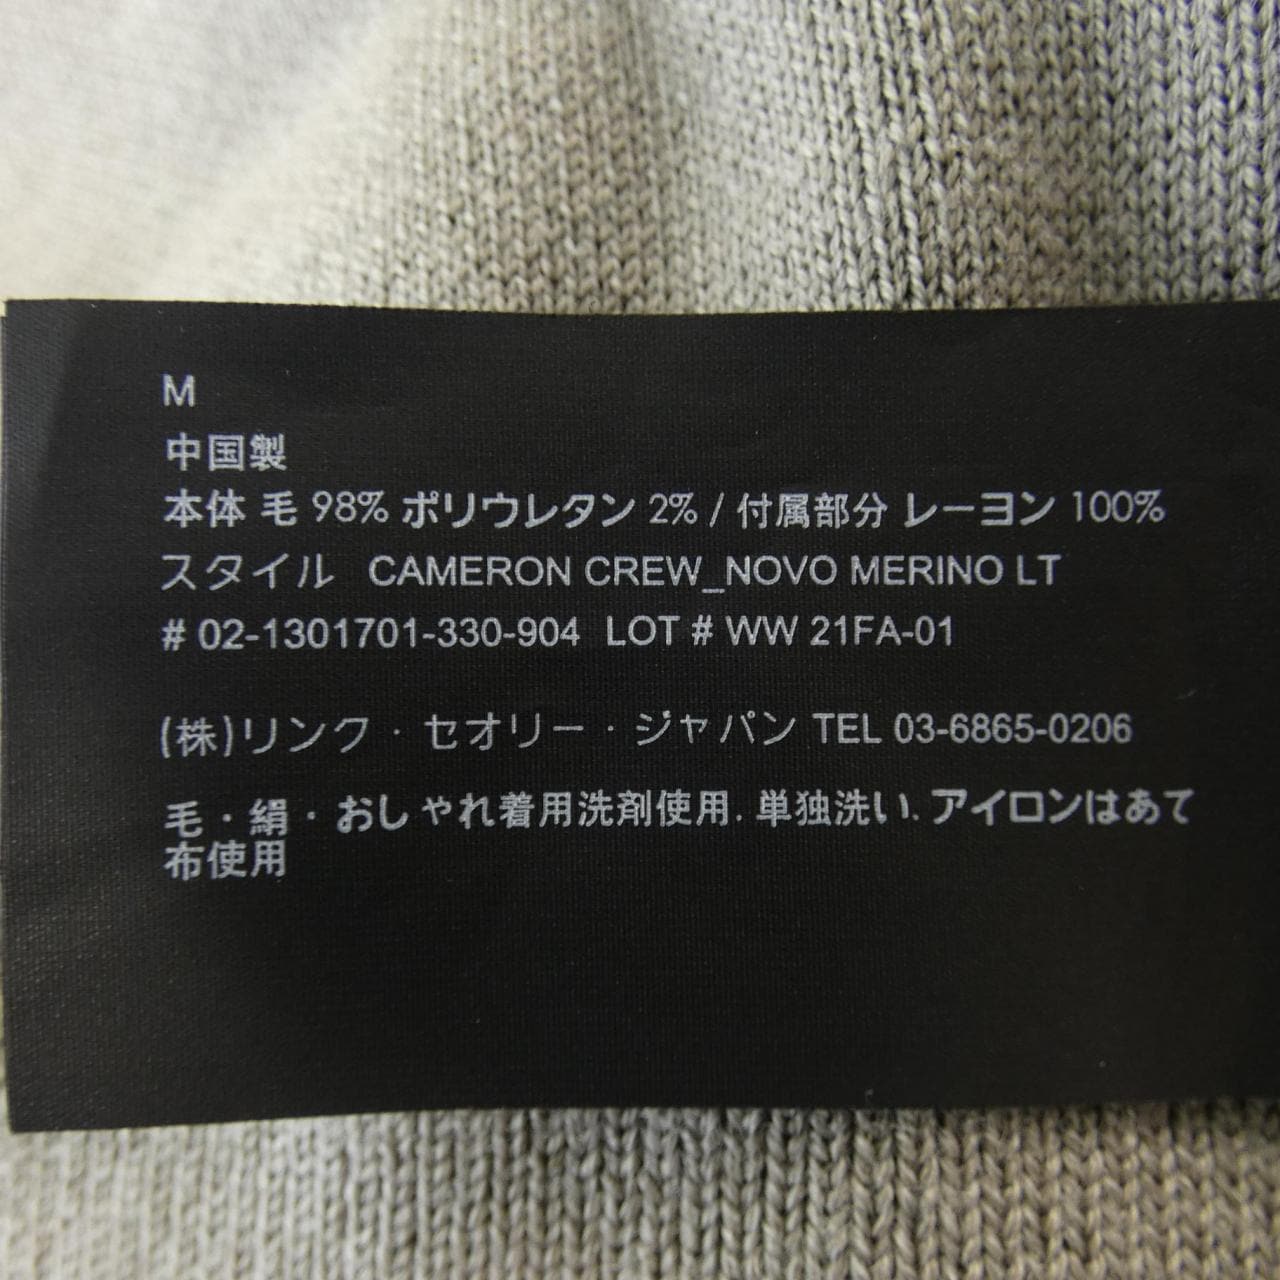 M
中国製
本体 毛 98% ポリウレタン 2% / 付属部分 レーヨン 100%
スタイル CAMERON CREW_NOVO MERINO LT
# 02-1301701-330-904 LOT # WW 21FA-01
(株)リンク・セオリー・ジャパン TEL 03-6865-0206
毛・絹・おしゃれ着用洗剤使用. 単独洗い. アイロンはあて
布使用